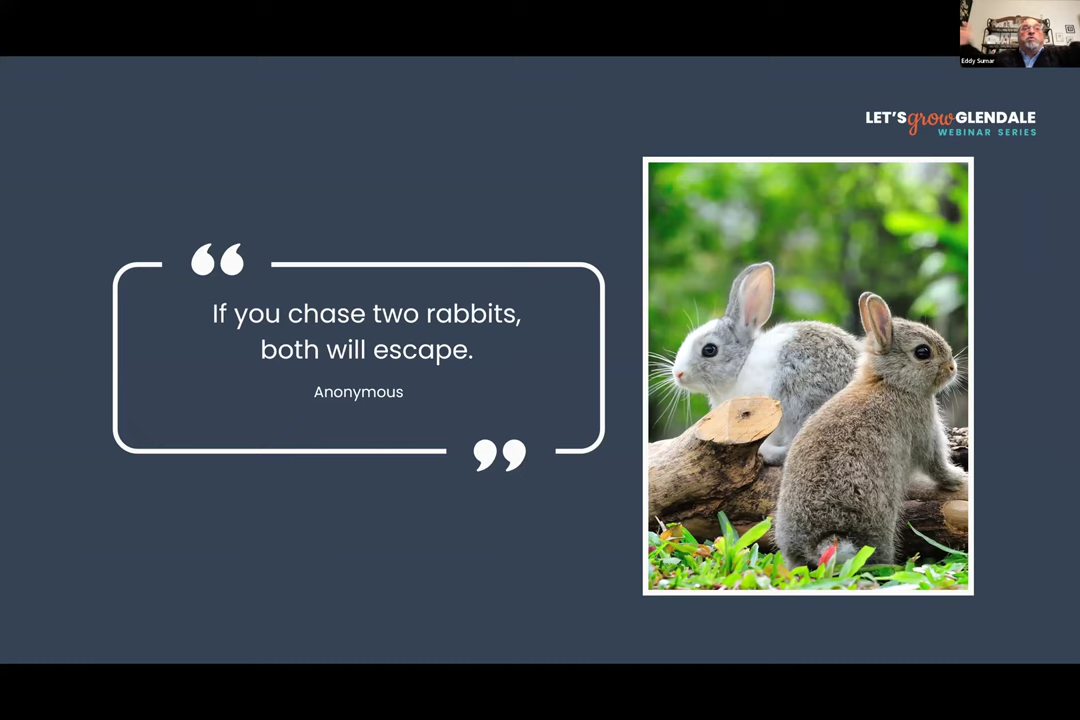 Eddy Sumar
LET'S grow GLENDALE
WEBINAR SERIES
If you chase two rabbits,
both will escape.
Anonymous